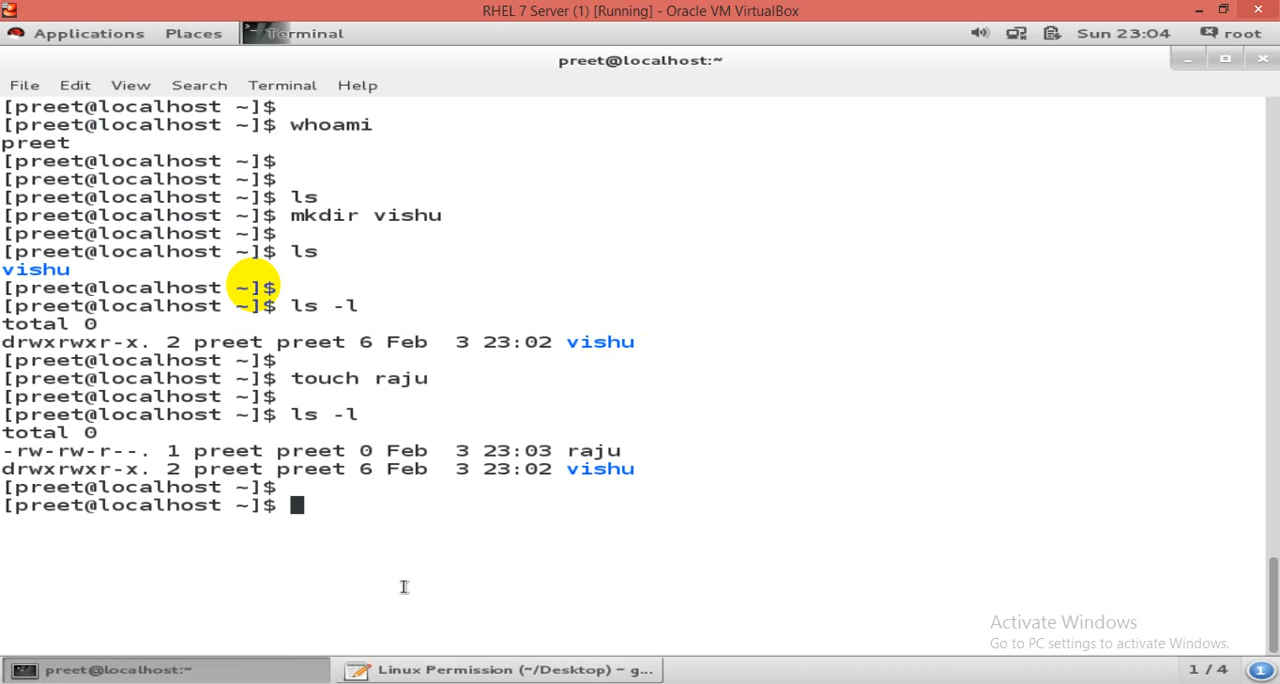 RHEL 7 Server (1) [Running] - Oracle VM VirtualBox
Applications Places Terminal Sun 23:04 root
preet@localhost:~
File Edit View Search Terminal Help
[preet@localhost ~]$
[preet@localhost ~]$ whoami
preet
[preet@localhost ~]$
[preet@localhost ~]$
[preet@localhost ~]$ ls
[preet@localhost ~]$ mkdir vishu
[preet@localhost ~]$
[preet@localhost ~]$ ls
vishu
[preet@localhost ~]$
[preet@localhost ~]$ ls -l
total 0
drwxrwxr-x. 2 preet preet 6 Feb  3 23:02 vishu
[preet@localhost ~]$
[preet@localhost ~]$ touch raju
[preet@localhost ~]$
[preet@localhost ~]$ ls -l
total 0
-rw-rw-r--. 1 preet preet 0 Feb  3 23:03 raju
drwxrwxr-x. 2 preet preet 6 Feb  3 23:02 vishu
[preet@localhost ~]$
[preet@localhost ~]$
Activate Windows
Go to PC settings to activate Windows.
preet@localhost:~ Linux Permission (~/Desktop) - g... 1 / 4 1